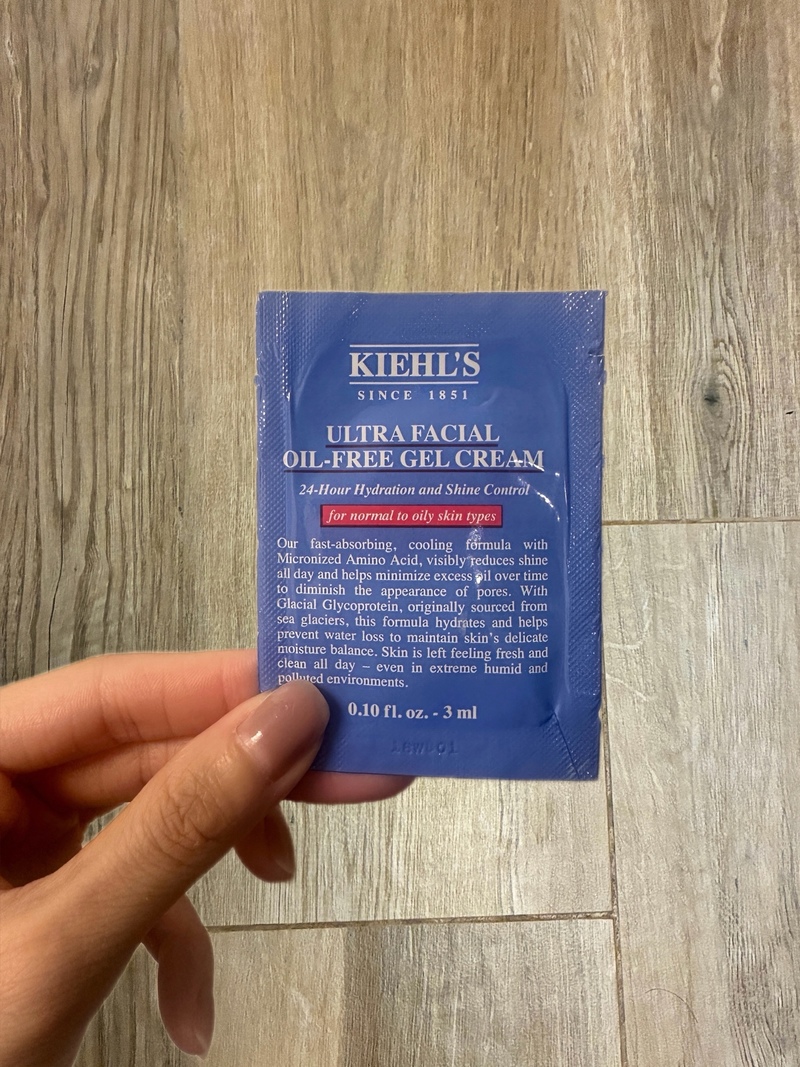 KIEHL'S
SINCE 1851
ULTRA FACIAL
OIL-FREE GEL CREAM
24-Hour Hydration and Shine Control
for normal to oily skin types
Our fast-absorbing, cooling formula with
Micronized Amino Acid, visibly reduces shine
all day and helps minimize excess oil over time
to diminish the appearance of pores. With
Glacial Glycoprotein, originally sourced from
sea glaciers, this formula hydrates and helps
prevent water loss to maintain skin's delicate
moisture balance. Skin is left feeling fresh and
clean all day – even in extreme humid and
polluted environments.
0.10 fl. oz. - 3 ml